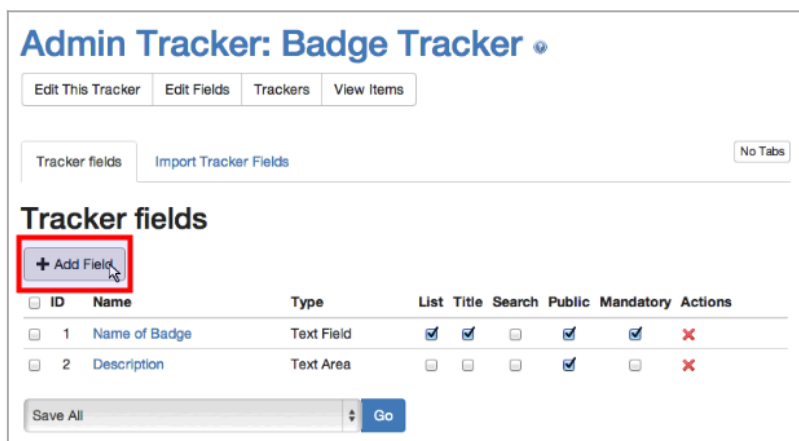 Admin Tracker: Badge Tracker
Edit This Tracker Edit Fields Trackers View Items
Tracker fields Import Tracker Fields No Tabs
Tracker fields
Add Field
ID Name Type List Title Search Public Mandatory Actions
1 Name of Badge Text Field
2 Description Text Area
Save All Go